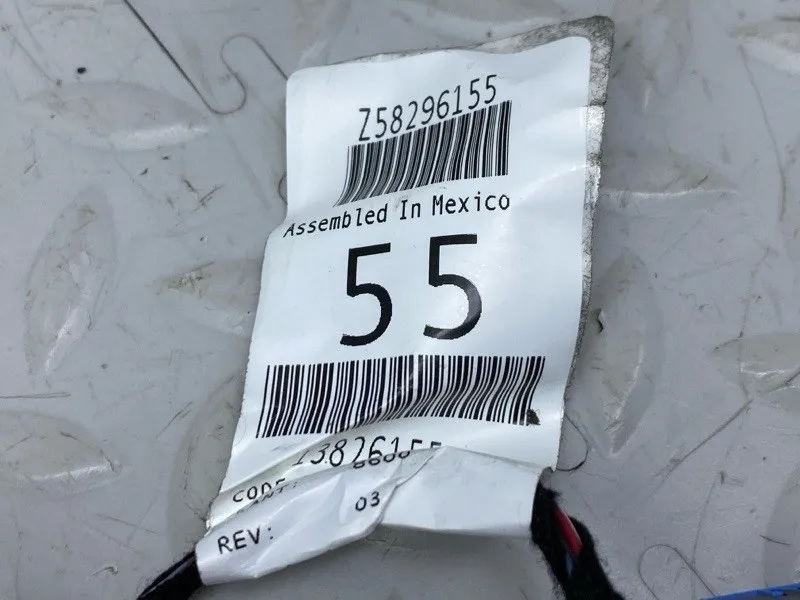 Z58296155
Assembled In Mexico
55
REV: 03